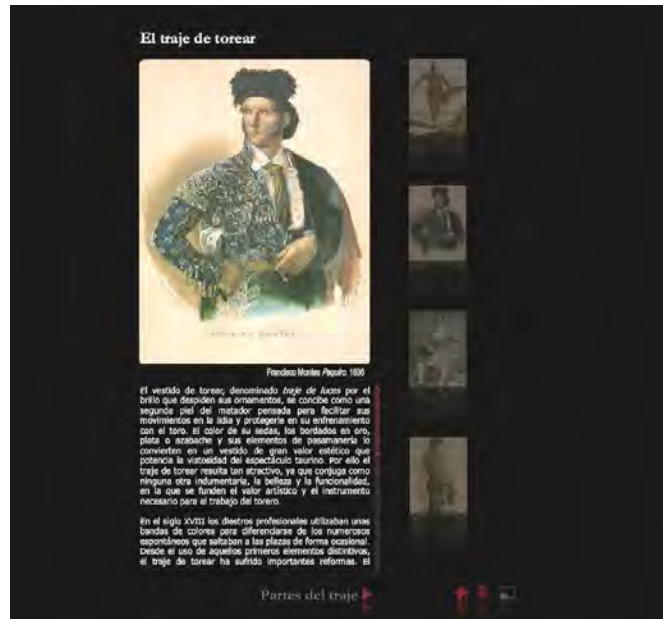 El traje de torear
Francisco Montes Paquiro. 1836
El vestido de torear, denominado traje de luces por el
brillo que despiden sus ornamentos, se concibe como una
segunda piel del matador pensada para facilitar sus
movimientos en la lidia y protegerle en su enfrenamiento
con el toro. El color de su sedas, los bordados en oro,
plata o azabache y sus elementos de pasamanería lo
convierten en un vestido de gran valor estético que
potencia la vistosidad del espectáculo taurino. Por ello el
traje de torear resulta tan atractivo, ya que conjuga como
ninguna otra indumentaria, la belleza y la funcionalidad,
en la que se funden el valor artístico y el instrumento
necesario para el trabajo del torero.
En el siglo XVIII los diestros profesionales utilizaban unas
bandas de colores para diferenciarse de los numerosos
espontáneos que saltaban a las plazas de forma ocasional.
Desde el uso de aquellos primeros elementos distintivos,
el traje de torear ha sufrido importantes reformas. El
Partes del traje